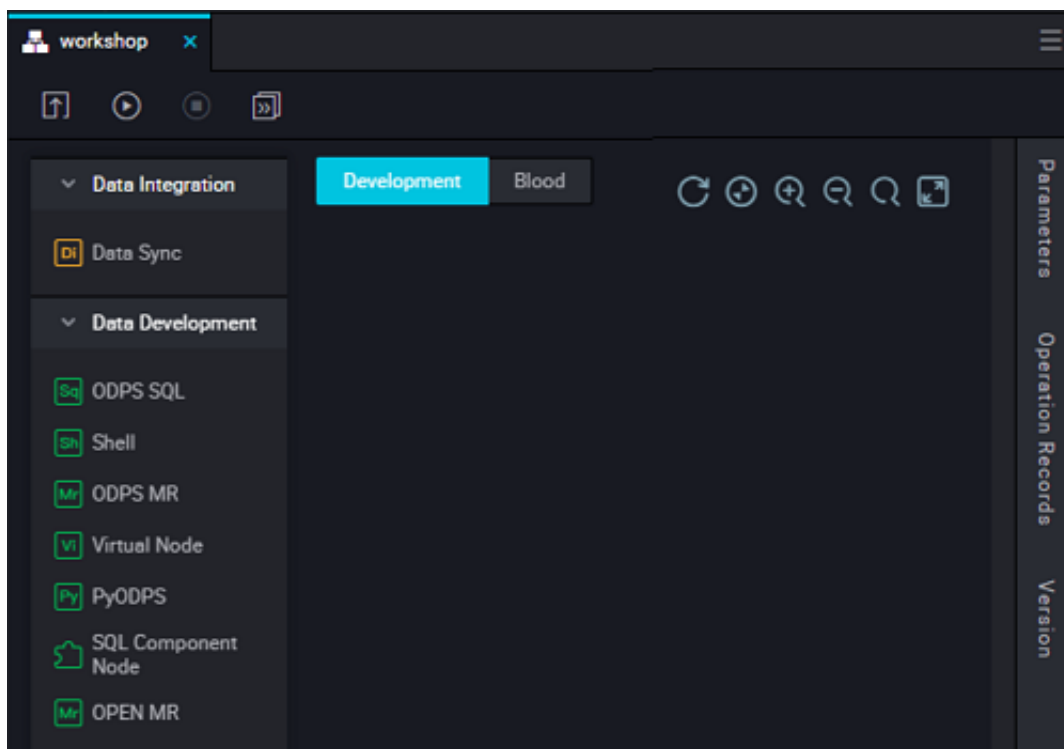 workshop
Data Integration
Development
Blood
Di Data Sync
Data Development
Sq ODPS SQL
Sh Shell
Mr ODPS MR
Vi Virtual Node
Py PyODPS
SQL Component
Node
Mr OPEN MR
Parameters
Operation Records
Version